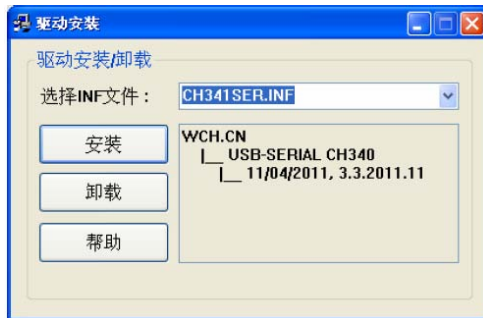 驱动安装
驱动安装/卸载
选择INF文件：
CH341SER.INF
安装
卸载
帮助
WCH.CN
|__ USB-SERIAL CH340
|__ 11/04/2011, 3.3.2011.11